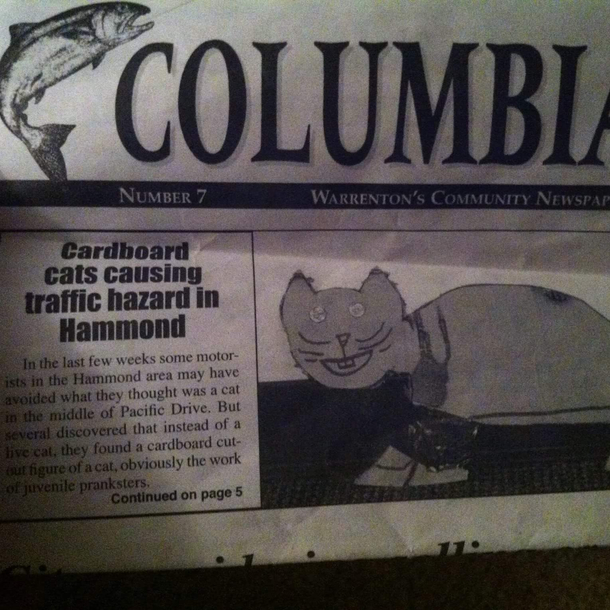 COLUMBIA
NUMBER 7
WARRENTON'S COMMUNITY NEWSPAP
Cardboard
cats causing
traffic hazard in
Hammond
In the last few weeks some motor-
ists in the Hammond area may have
avoided what they thought was a cat
in the middle of Pacific Drive. But
several discovered that instead of a
live cat, they found a cardboard cut-
out figure of a cat, obviously the work
of juvenile pranksters.
Continued on page 5